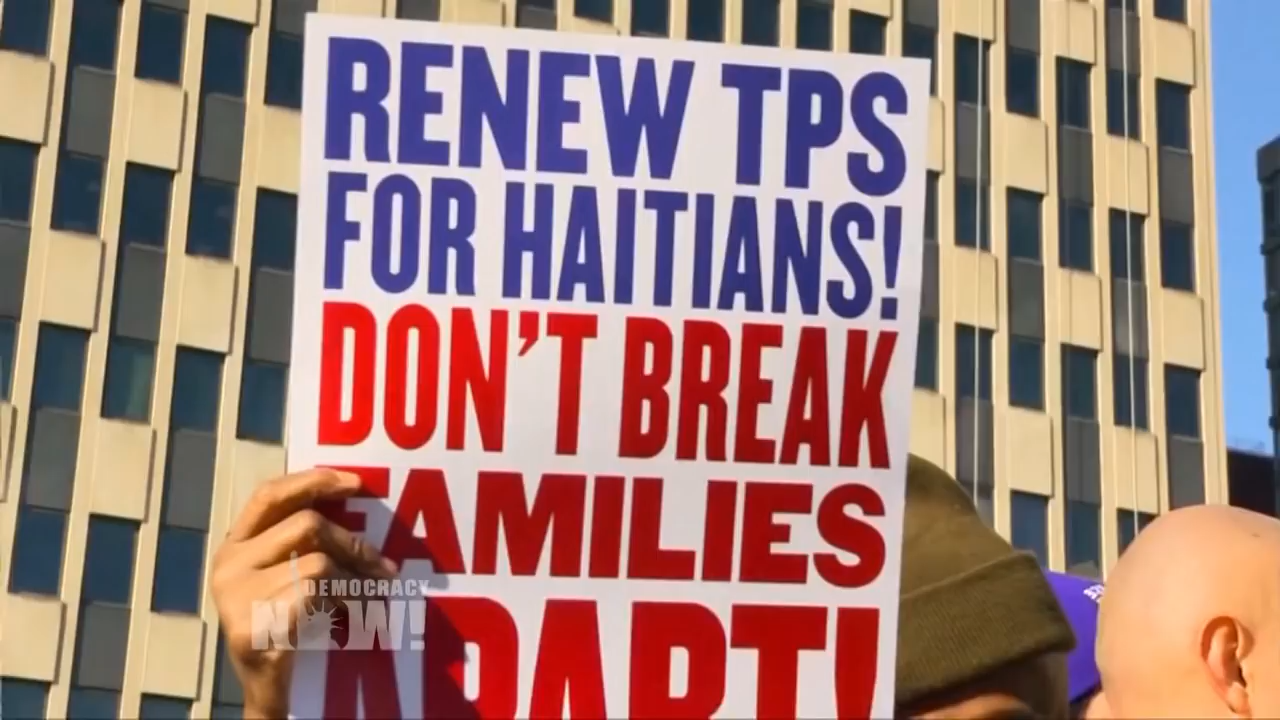 RENEW TPS
FOR HAITIANS!
DON'T BREAK
FAMILIES
APART!
DEMOCRACY
NOW!